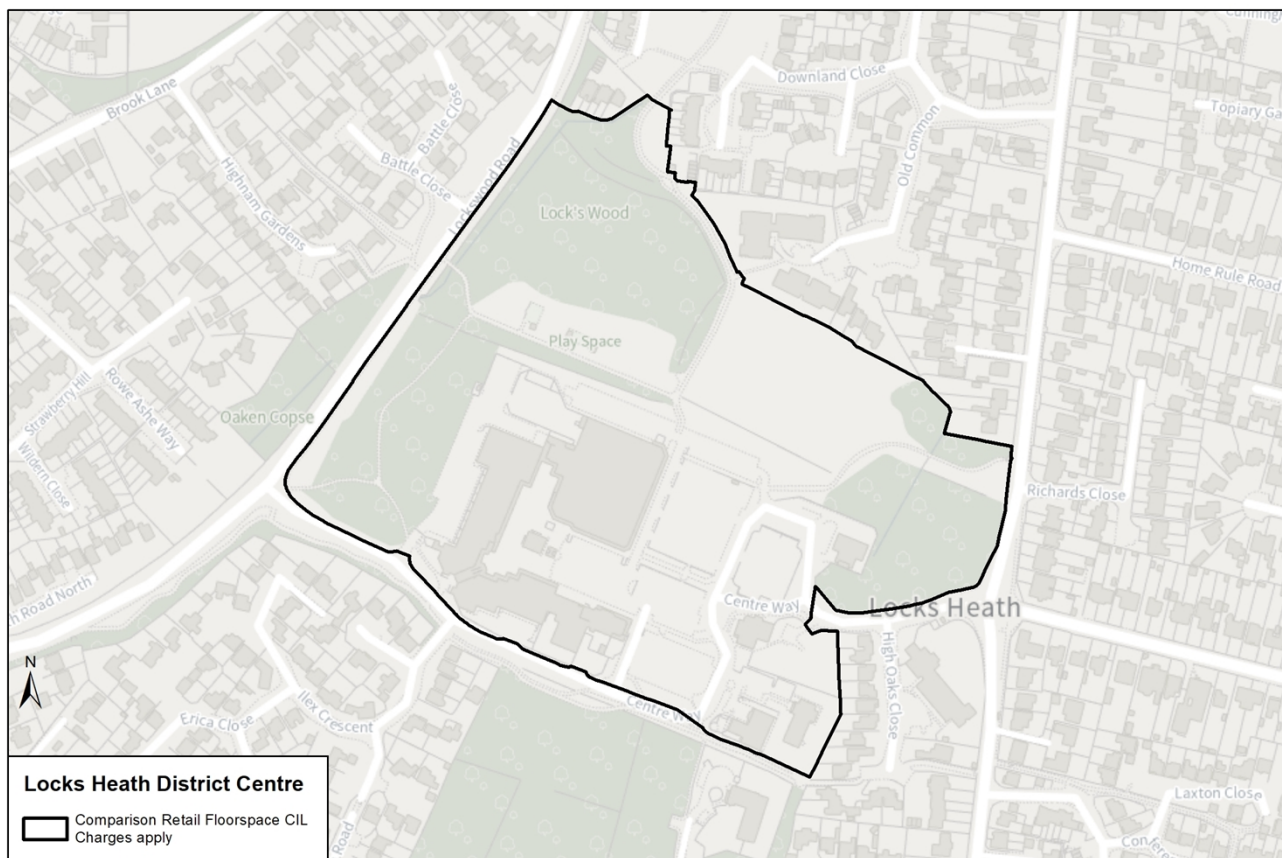 Cunning
Downland Close
Brook Lane
Battle Close
Topiary Ga
Battle Close
Old Common
Highnam Gardens
Lockswood Road
Lock's Wood
Home Rule Road
Play Space
Strawberry Hill
Rowe Ashe Way
Oaken Copse
Wildern Close
Richards Close
h Road North
Centre Way
Locks Heath
High Oaks Close
N
Erica Close
Ilex Crescent
Centre Way
Laxton Close
Road
Confere
Locks Heath District Centre
Comparison Retail Floorspace CIL
Charges apply